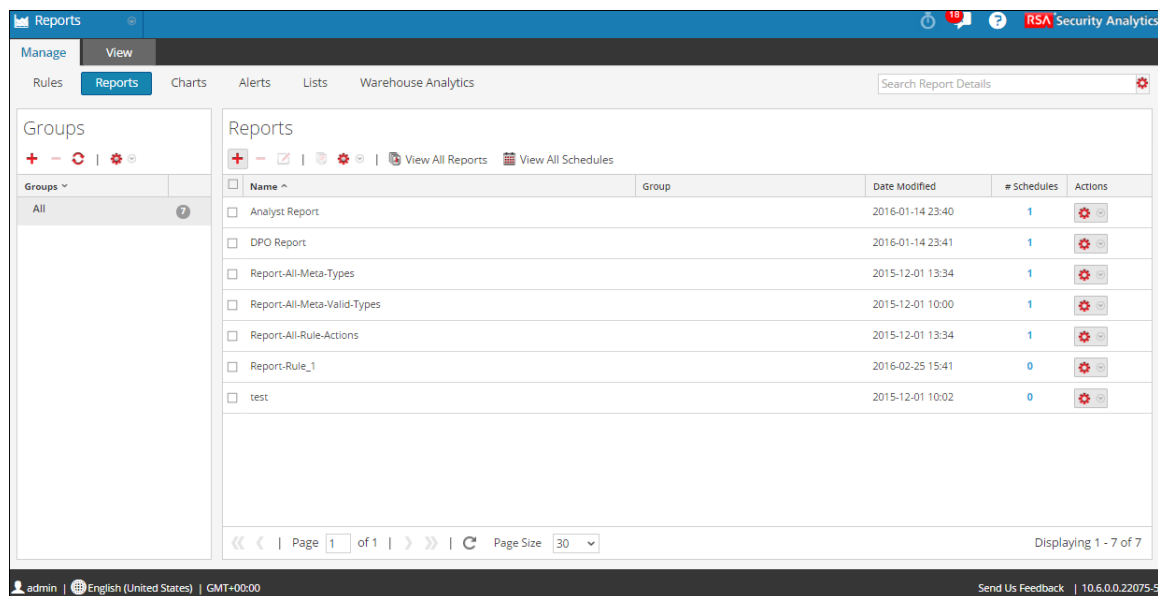 Reports
18
?
RSA Security Analytics
Manage View
Rules Reports Charts Alerts Lists Warehouse Analytics
Search Report Details
Groups
Groups
All 7
Reports
View All Reports View All Schedules
Name Group Date Modified # Schedules Actions
Analyst Report 2016-01-14 23:40 1
DPO Report 2016-01-14 23:41 1
Report-All-Meta-Types 2015-12-01 13:34 1
Report-All-Meta-Valid-Types 2015-12-01 10:00 1
Report-All-Rule-Actions 2015-12-01 13:34 1
Report-Rule_1 2016-02-25 15:41 0
test 2015-12-01 10:02 0
| Page 1 of 1 | | Page Size 30 Displaying 1 - 7 of 7
admin | English (United States) | GMT+00:00 Send Us Feedback | 10.6.0.0.22075-5